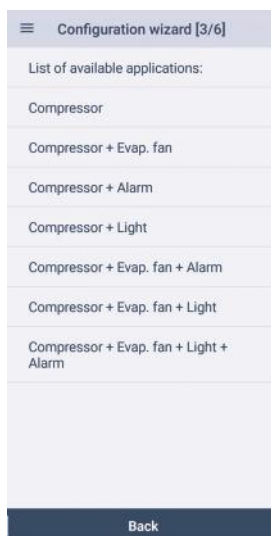 Configuration wizard [3/6]
List of available applications:
Compressor
Compressor + Evap. fan
Compressor + Alarm
Compressor + Light
Compressor + Evap. fan + Alarm
Compressor + Evap. fan + Light
Compressor + Evap. fan + Light +
Alarm
Back